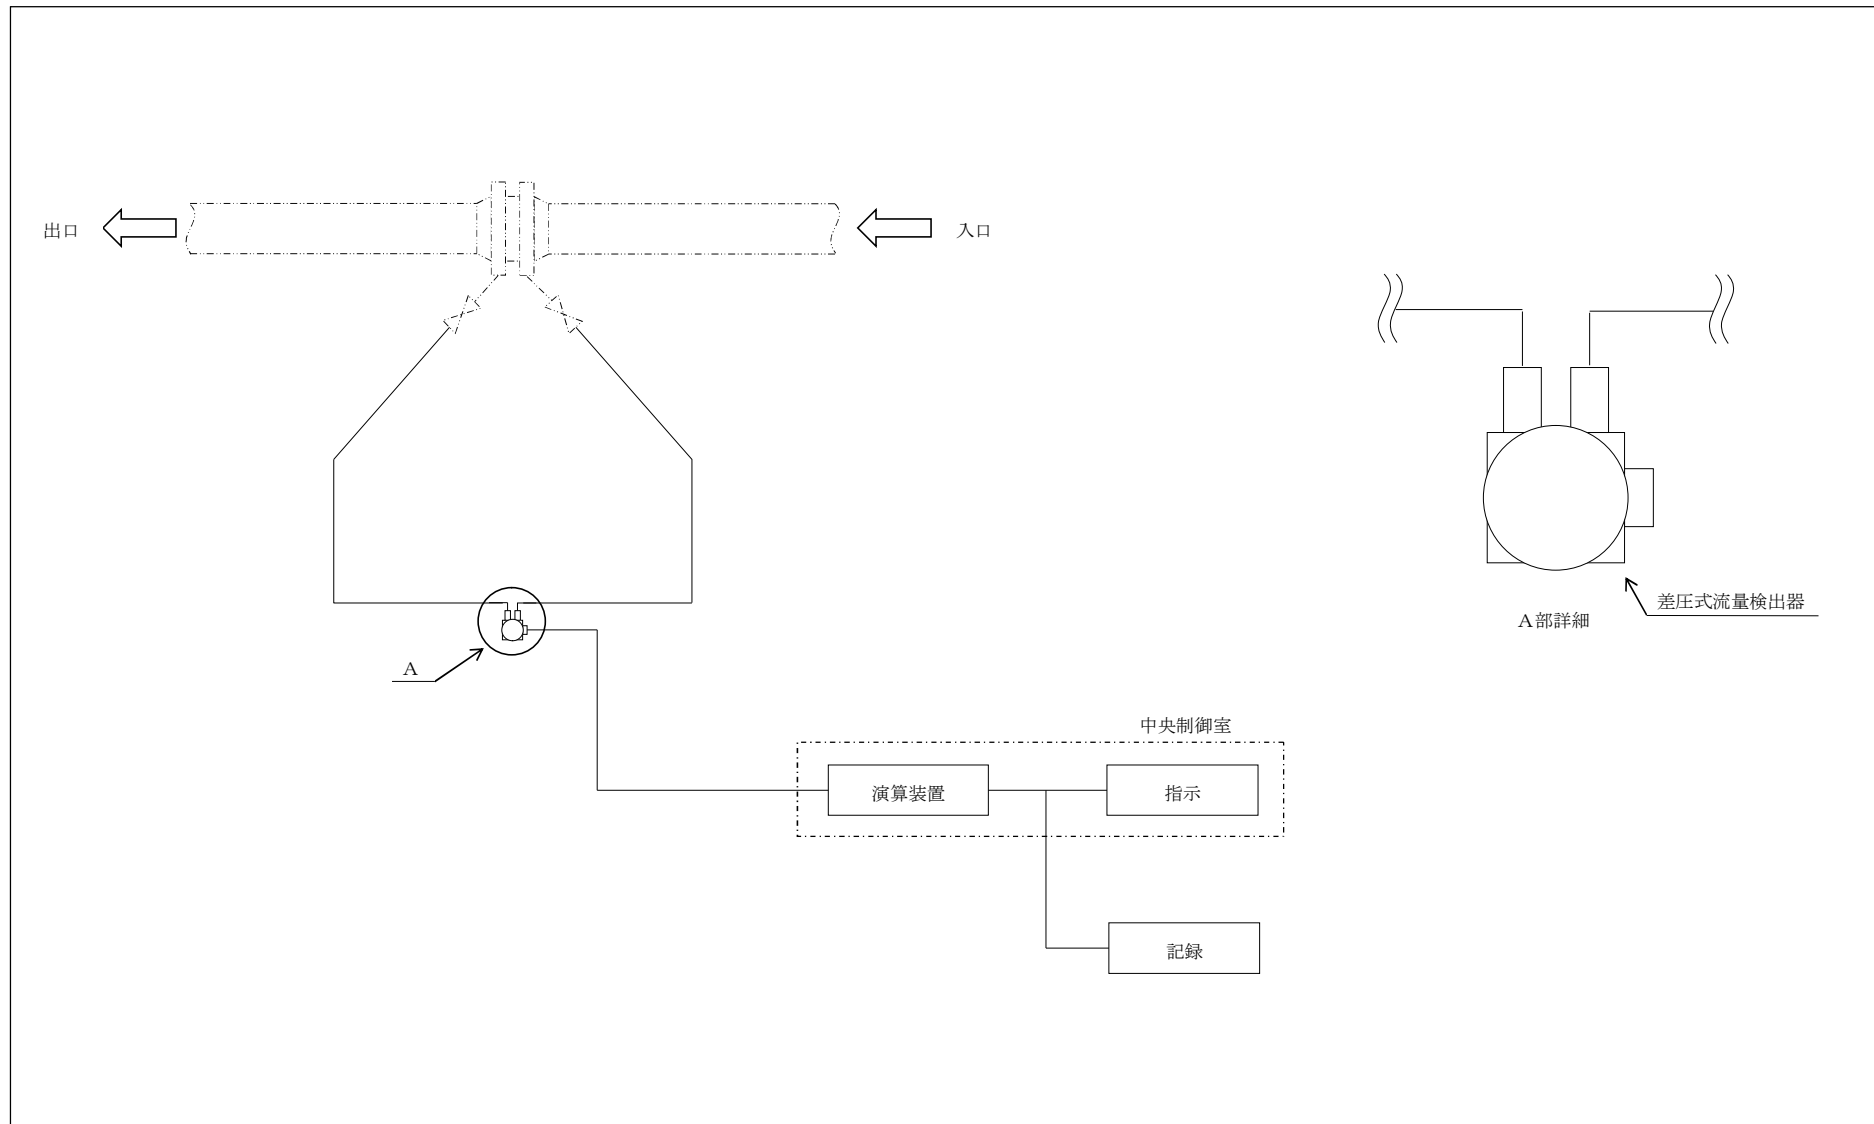 出口
入口
差圧式流量検出器
A部詳細
A
中央制御室
演算装置
指示
記録